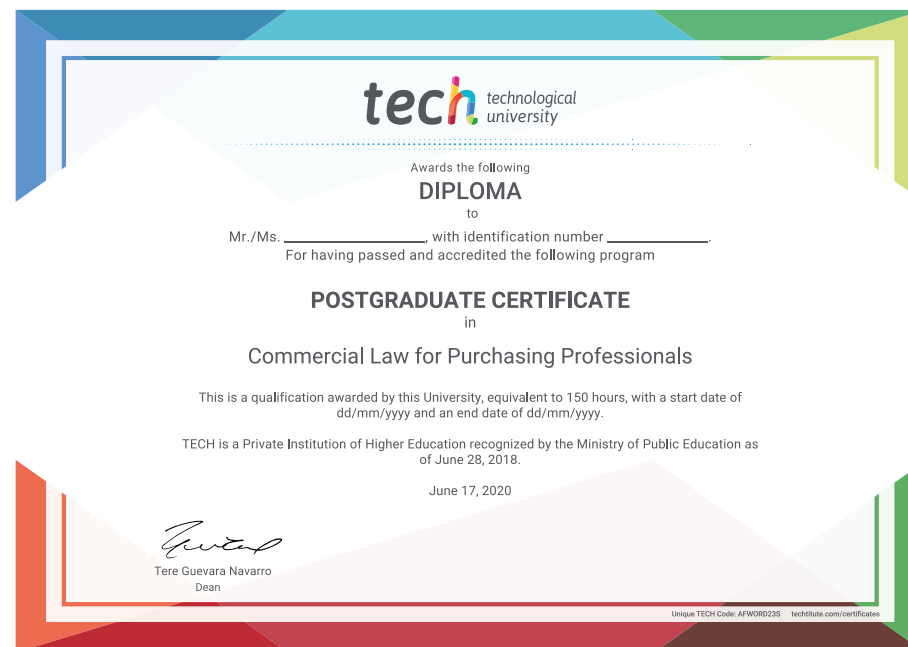 tech technological
university
Awards the following
DIPLOMA
to
Mr./Ms. ____________________, with identification number ______________.
For having passed and accredited the following program
POSTGRADUATE CERTIFICATE
in
Commercial Law for Purchasing Professionals
This is a qualification awarded by this University, equivalent to 150 hours, with a start date of
dd/mm/yyyy and an end date of dd/mm/yyyy.
TECH is a Private Institution of Higher Education recognized by the Ministry of Public Education as
of June 28, 2018.
June 17, 2020
Tere Guevara Navarro
Dean
Unique TECH Code: AFWORD23S techtitute.com/certificates